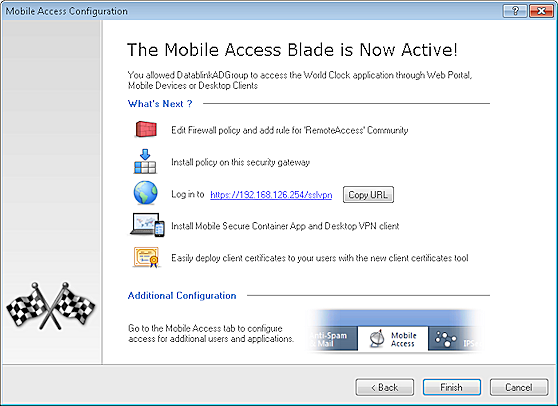 Mobile Access Configuration
The Mobile Access Blade is Now Active!
You allowed DatablinkADGroup to access the World Clock application through Web Portal,
Mobile Devices or Desktop Clients
What's Next ?
Edit Firewall policy and add rule for 'RemoteAccess' Community
Install policy on this security gateway
Log in to https://192.168.126.254/sslvpn Copy URL
Install Mobile Secure Container App and Desktop VPN client
Easily deploy client certificates to your users with the new client certificates tool
Additional Configuration
Go to the Mobile Access tab to configure
access for additional users and applications.
nti-Spam
Mail
Mobile
Access
IPS
< Back Finish Cancel